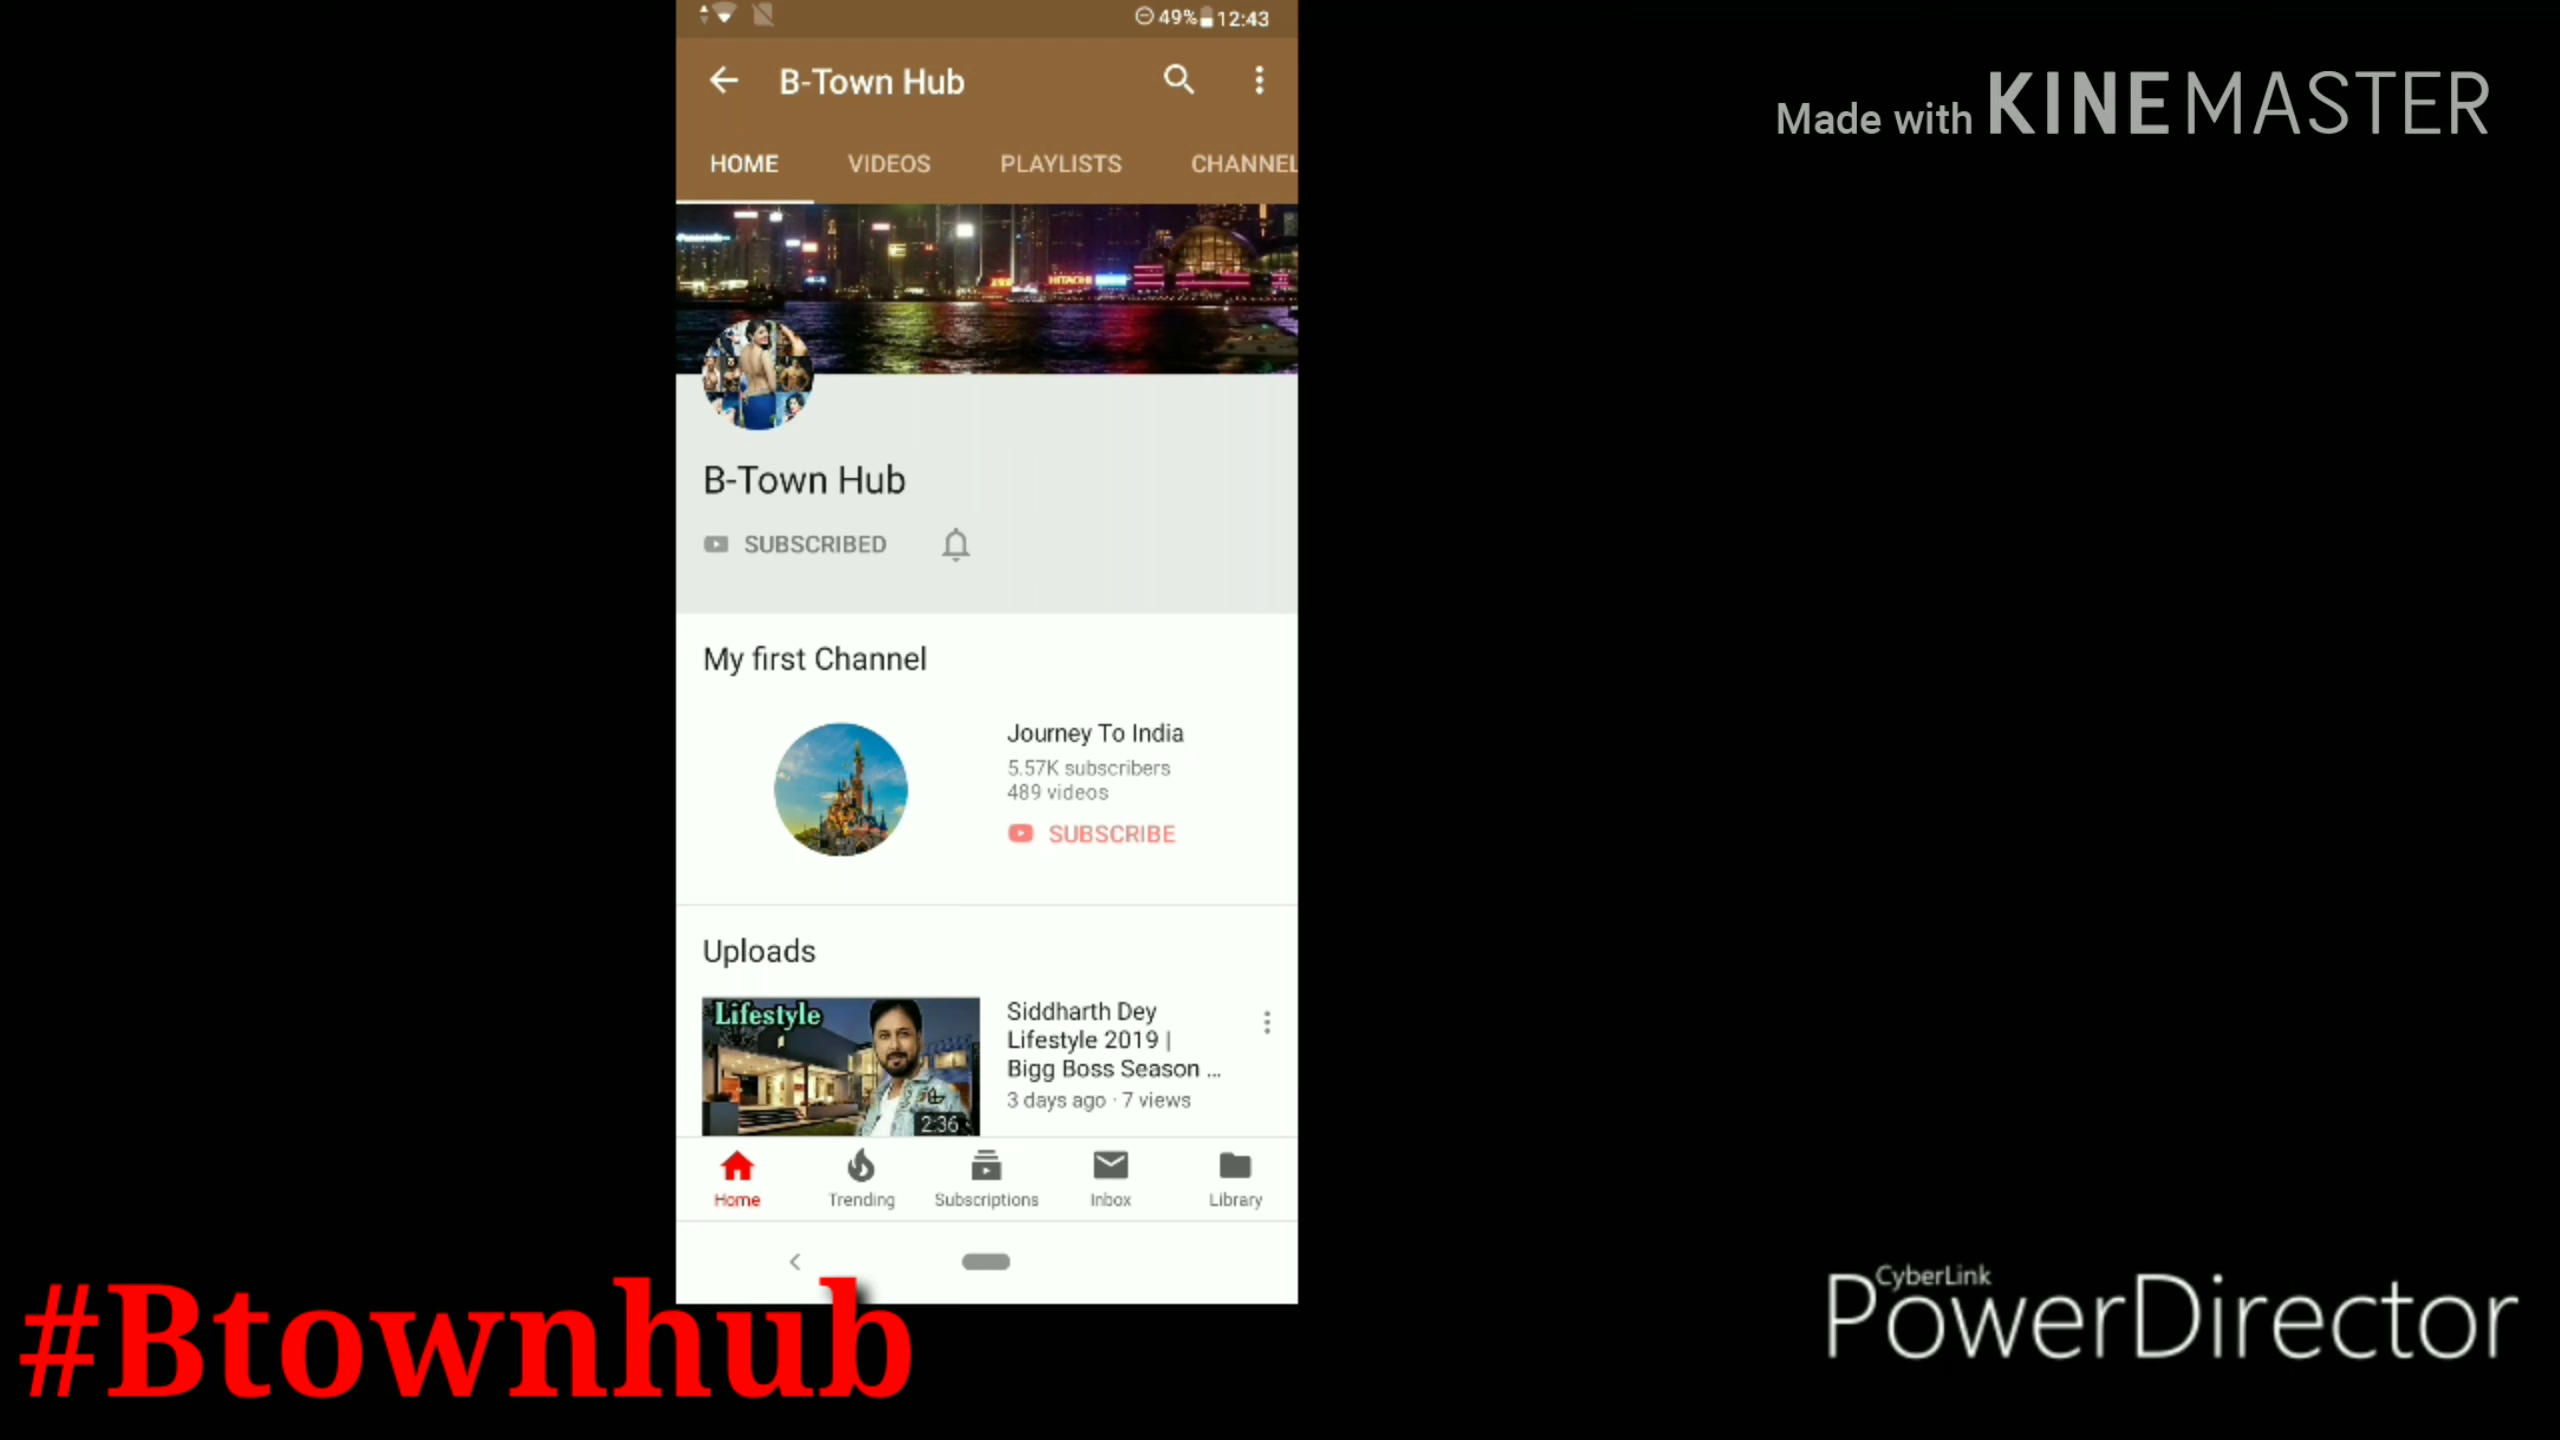 49% 12:43
B-Town Hub
HOME VIDEOS PLAYLISTS CHANNEL
Panasonic
HITACHI
B-Town Hub
SUBSCRIBED
My first Channel
Journey To India
5.57K subscribers
489 videos
SUBSCRIBE
Uploads
Lifestyle
2:36
Siddharth Dey
Lifestyle 2019 |
Bigg Boss Season ...
3 days ago · 7 views
Home Trending Subscriptions Inbox Library
#Btownhub
Made with KINEMASTER
CyberLink
PowerDirector